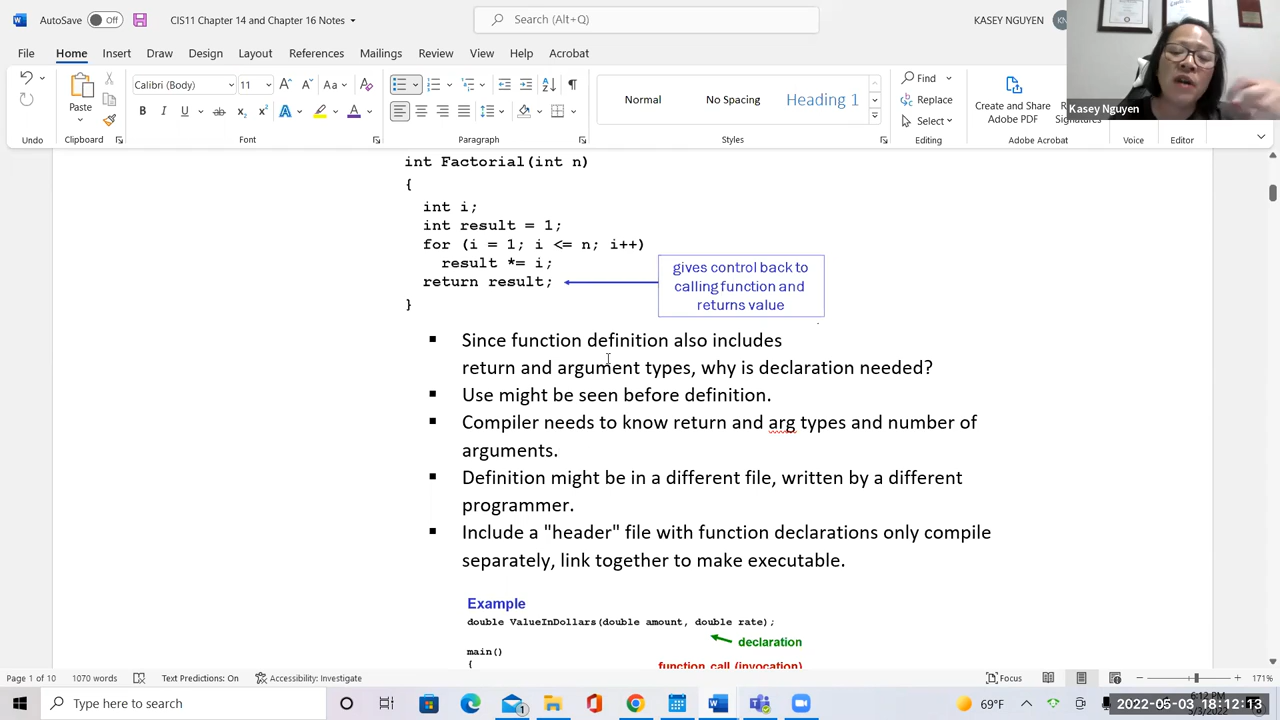 AutoSave Off CIS11 Chapter 14 and Chapter 16 Notes Search (Alt+Q) KASEY NGUYEN
File Home Insert Draw Design Layout References Mailings Review View Help Acrobat
Calibri (Body) 11 Find
Paste Normal No Spacing Heading 1 Replace Create and Share
Adobe PDF
Signatures
Select
Undo Clipboard Font Paragraph Styles Editing Adobe Acrobat Voice Editor
Kasey Nguyen
int Factorial(int n)
{
int i;
int result = 1;
for (i = 1; i <= n; i++)
result *= i;
return result;
}
gives control back to
calling function and
returns value
Since function definition also includes
return and argument types, why is declaration needed?
Use might be seen before definition.
Compiler needs to know return and arg types and number of
arguments.
Definition might be in a different file, written by a different
programmer.
Include a "header" file with function declarations only compile
separately, link together to make executable.
Example
double ValueInDollars(double amount, double rate);
declaration
main()
{
function call (invocation)
Page 1 of 10 1070 words Text Predictions: On Accessibility: Investigate Focus 171%
Type here to search 69°F 6:12 PM
2022-05-03 18:12:13